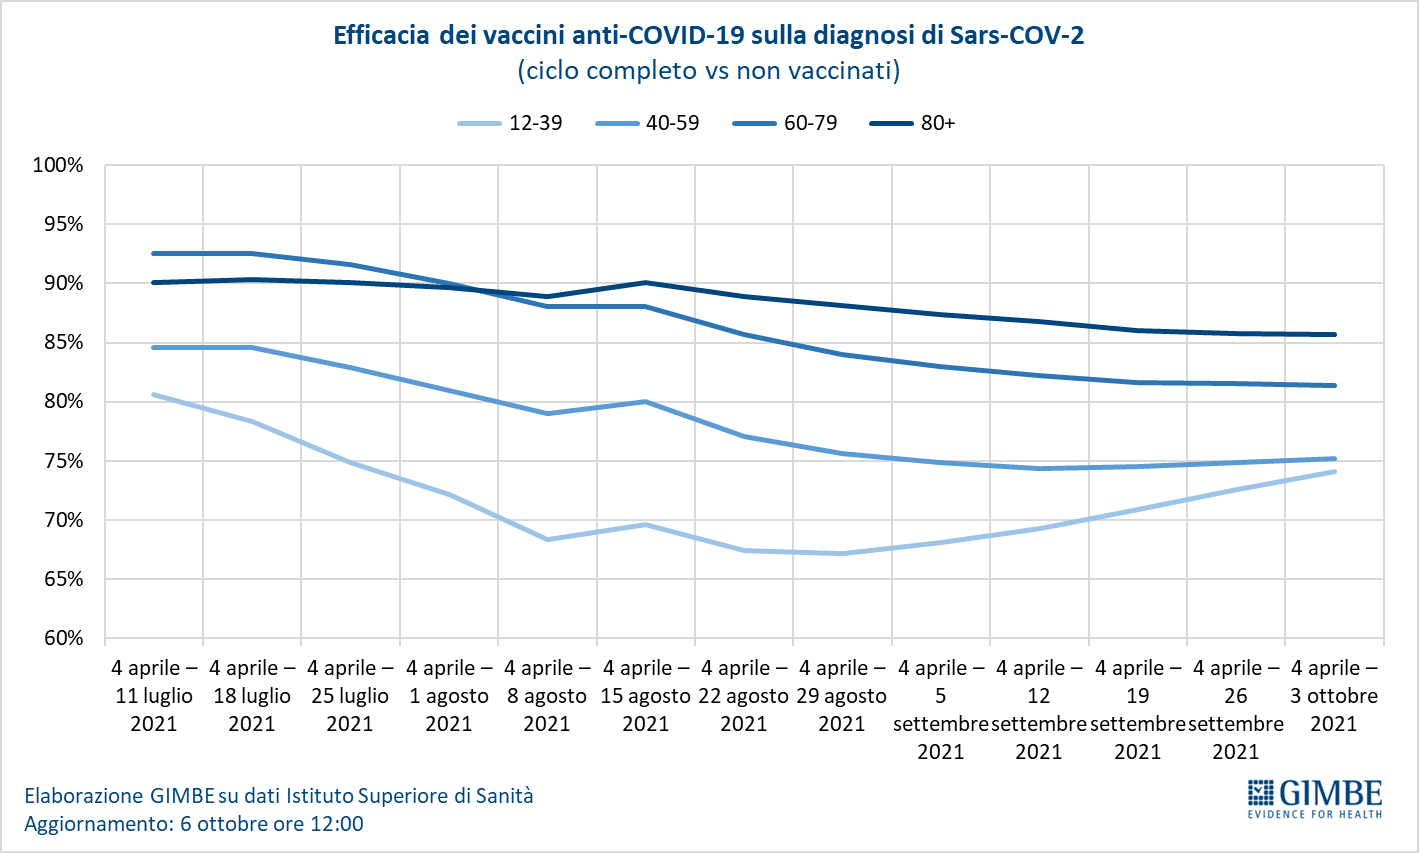 Efficacia dei vaccini anti-COVID-19 sulla diagnosi di Sars-COV-2
(ciclo completo vs non vaccinati)
12-39 40-59 60-79 80+
100%
95%
90%
85%
80%
75%
70%
65%
60%
4 aprile –
11 luglio
2021
4 aprile –
18 luglio
2021
4 aprile –
25 luglio
2021
4 aprile –
1 agosto
2021
4 aprile –
8 agosto
2021
4 aprile –
15 agosto
2021
4 aprile –
22 agosto
2021
4 aprile –
29 agosto
2021
4 aprile –
5
settembre
2021
4 aprile –
12
settembre
2021
4 aprile –
19
settembre
2021
4 aprile –
26
settembre
2021
4 aprile –
3 ottobre
2021
Elaborazione GIMBE su dati Istituto Superiore di Sanità
Aggiornamento: 6 ottobre ore 12:00
GIMBE
EVIDENCE FOR HEALTH